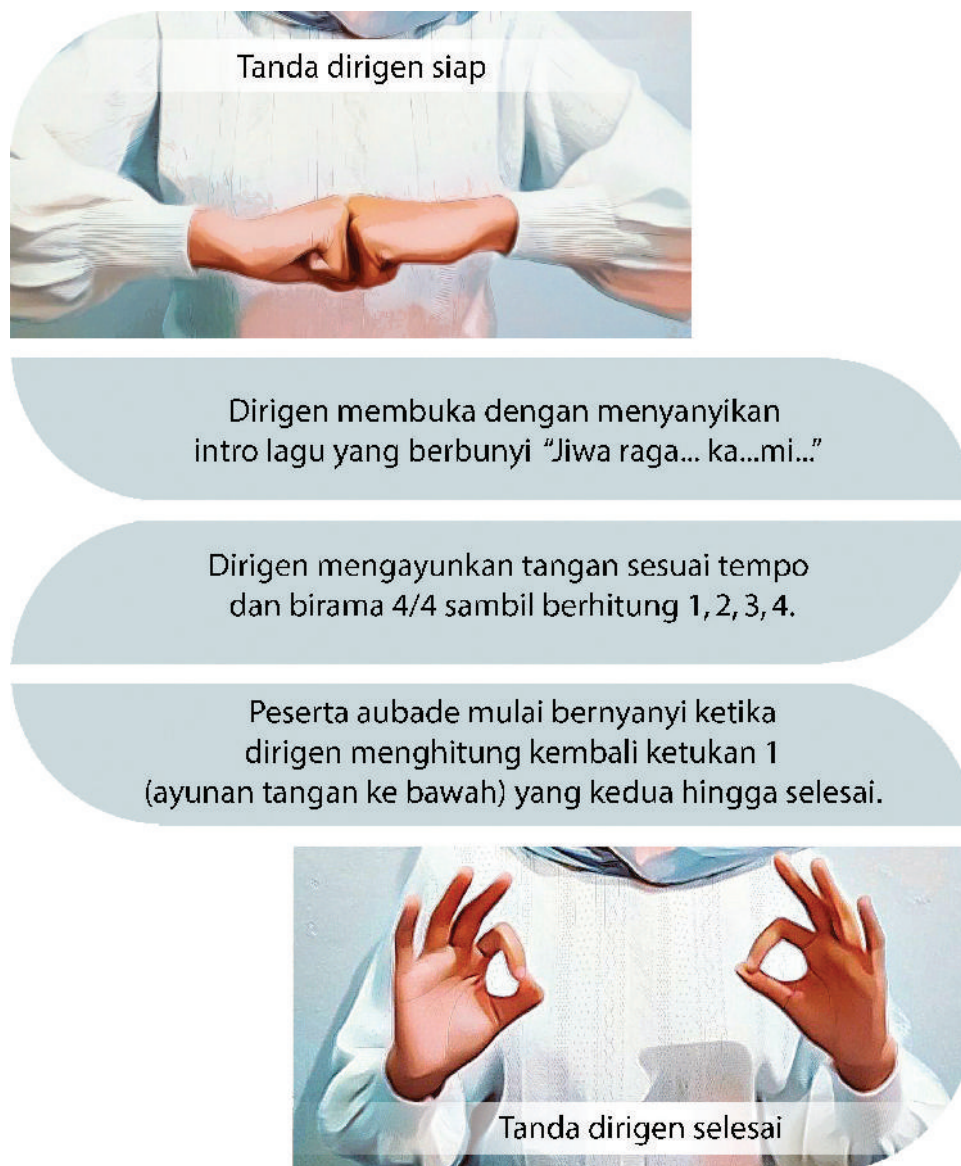 Tanda dirigen siap
Dirigen membuka dengan menyanyikan
intro lagu yang berbunyi “Jiwa raga... ka...mi...”
Dirigen mengayunkan tangan sesuai tempo
dan birama 4/4 sambil berhitung 1, 2, 3, 4.
Peserta aubade mulai bernyanyi ketika
dirigen menghitung kembali ketukan 1
(ayunan tangan ke bawah) yang kedua hingga selesai.
Tanda dirigen selesai